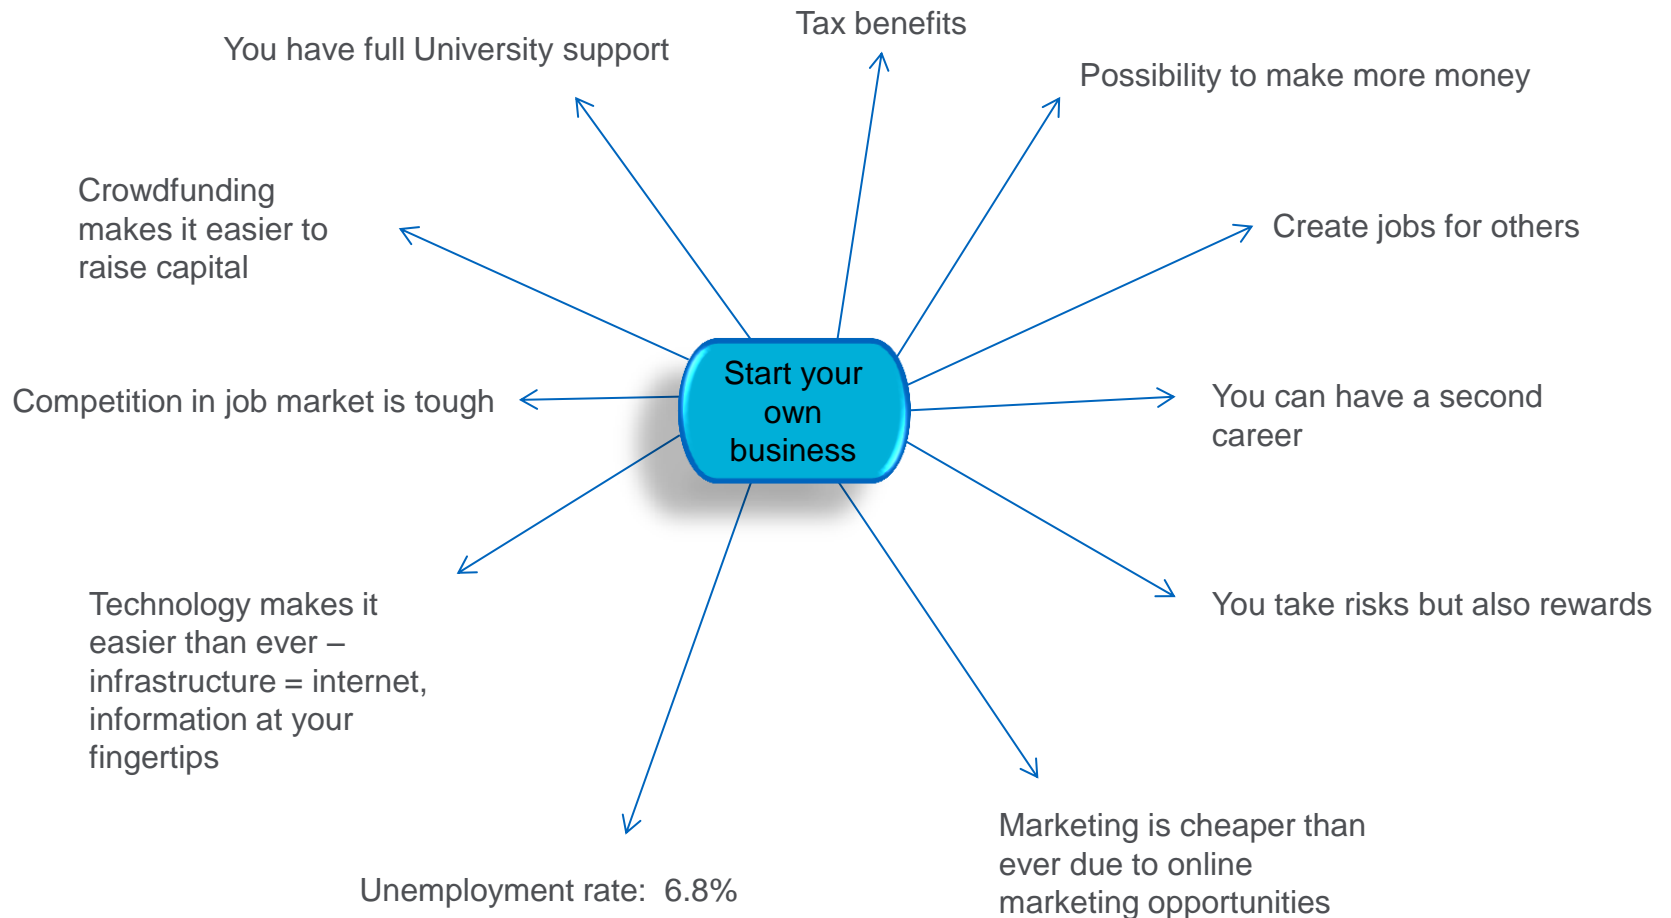 Tax benefits
You have full University support
Possibility to make more money
Crowdfunding
makes it easier to
raise capital
Create jobs for others
Start your
own
business
Competition in job market is tough
You can have a second
career
Technology makes it
easier than ever –
infrastructure = internet,
information at your
fingertips
You take risks but also rewards
Marketing is cheaper than
ever due to online
marketing opportunities
Unemployment rate:  6.8%